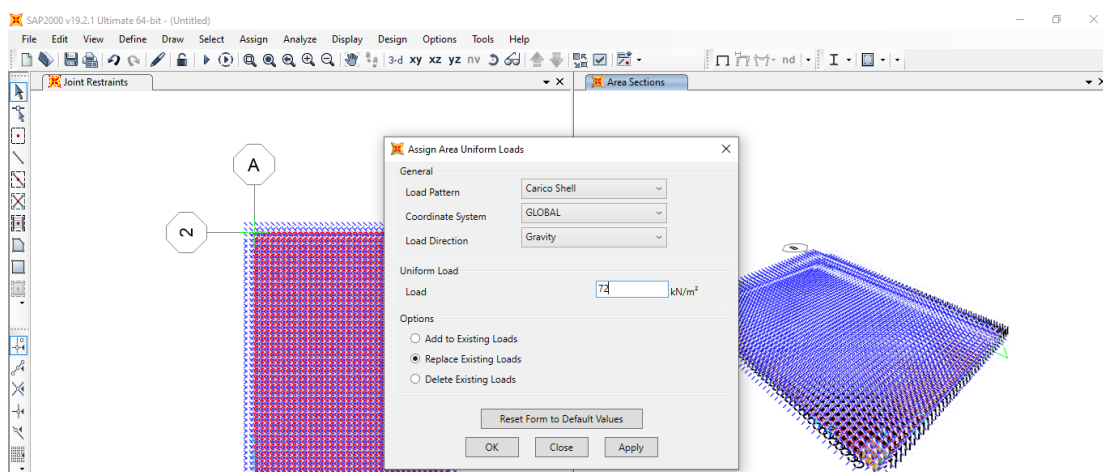 SAP2000 v19.2.1 Ultimate 64-bit - (Untitled)
File Edit View Define Draw Select Assign Analyze Display Design Options Tools Help
3-d xy xz yz nv nd
Joint Restraints
Area Sections
A
2
Assign Area Uniform Loads
General
Load Pattern Carico Shell
Coordinate System GLOBAL
Load Direction Gravity
Uniform Load
Load 72 kN/m²
Options
Add to Existing Loads
Replace Existing Loads
Delete Existing Loads
Reset Form to Default Values
OK Close Apply